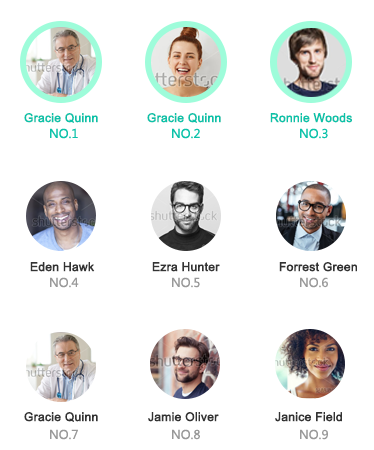 Gracie Quinn Gracie Quinn Ronnie Woods
NO.1 NO.2 NO.3
Eden Hawk Ezra Hunter Forrest Green
NO.4 NO.5 NO.6
Gracie Quinn Jamie Oliver Janice Field
NO.7 NO.8 NO.9